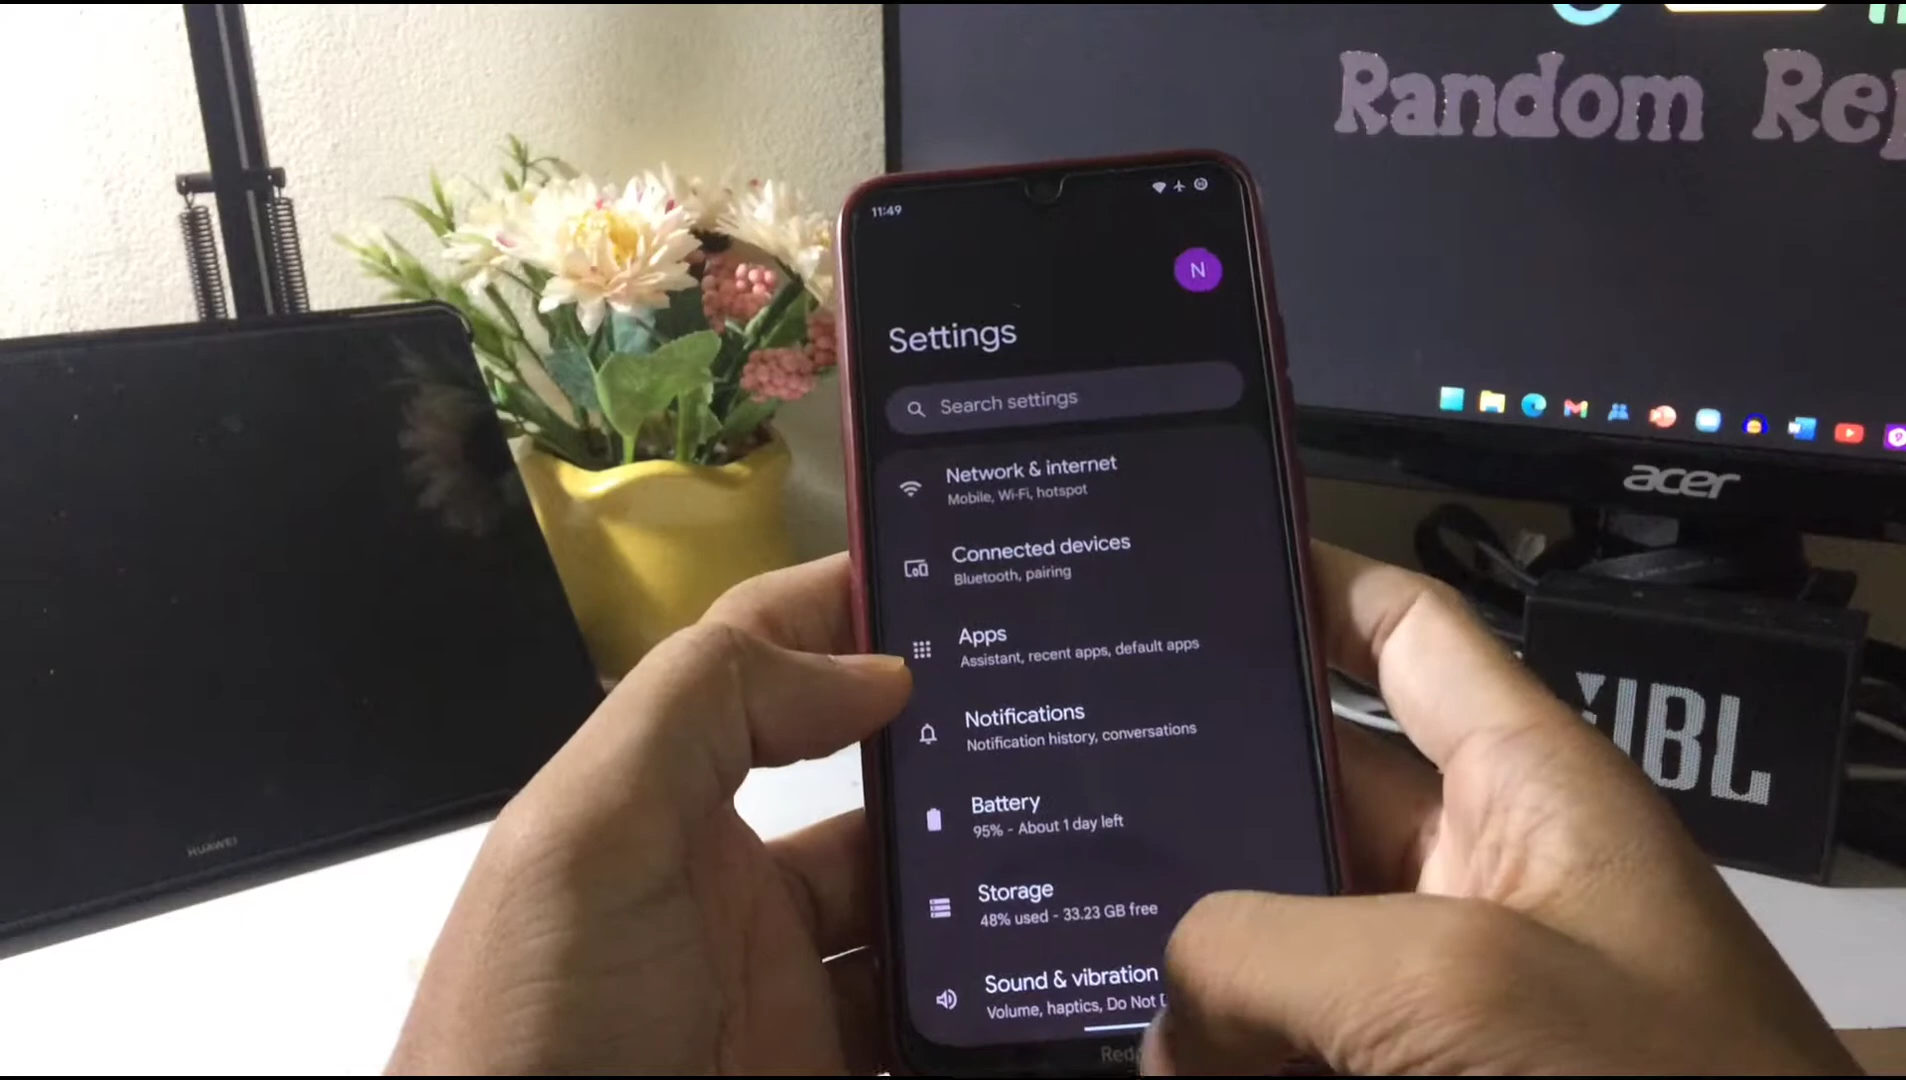 Random Rep
11:49
N
Settings
Search settings
Network & internet
Mobile, Wi-Fi, hotspot
Connected devices
Bluetooth, pairing
Apps
Assistant, recent apps, default apps
Notifications
Notification history, conversations
Battery
95% - About 1 day left
Storage
48% used - 33.23 GB free
Sound & vibration
Volume, haptics, Do Not
acer
JBL
HUAWEI